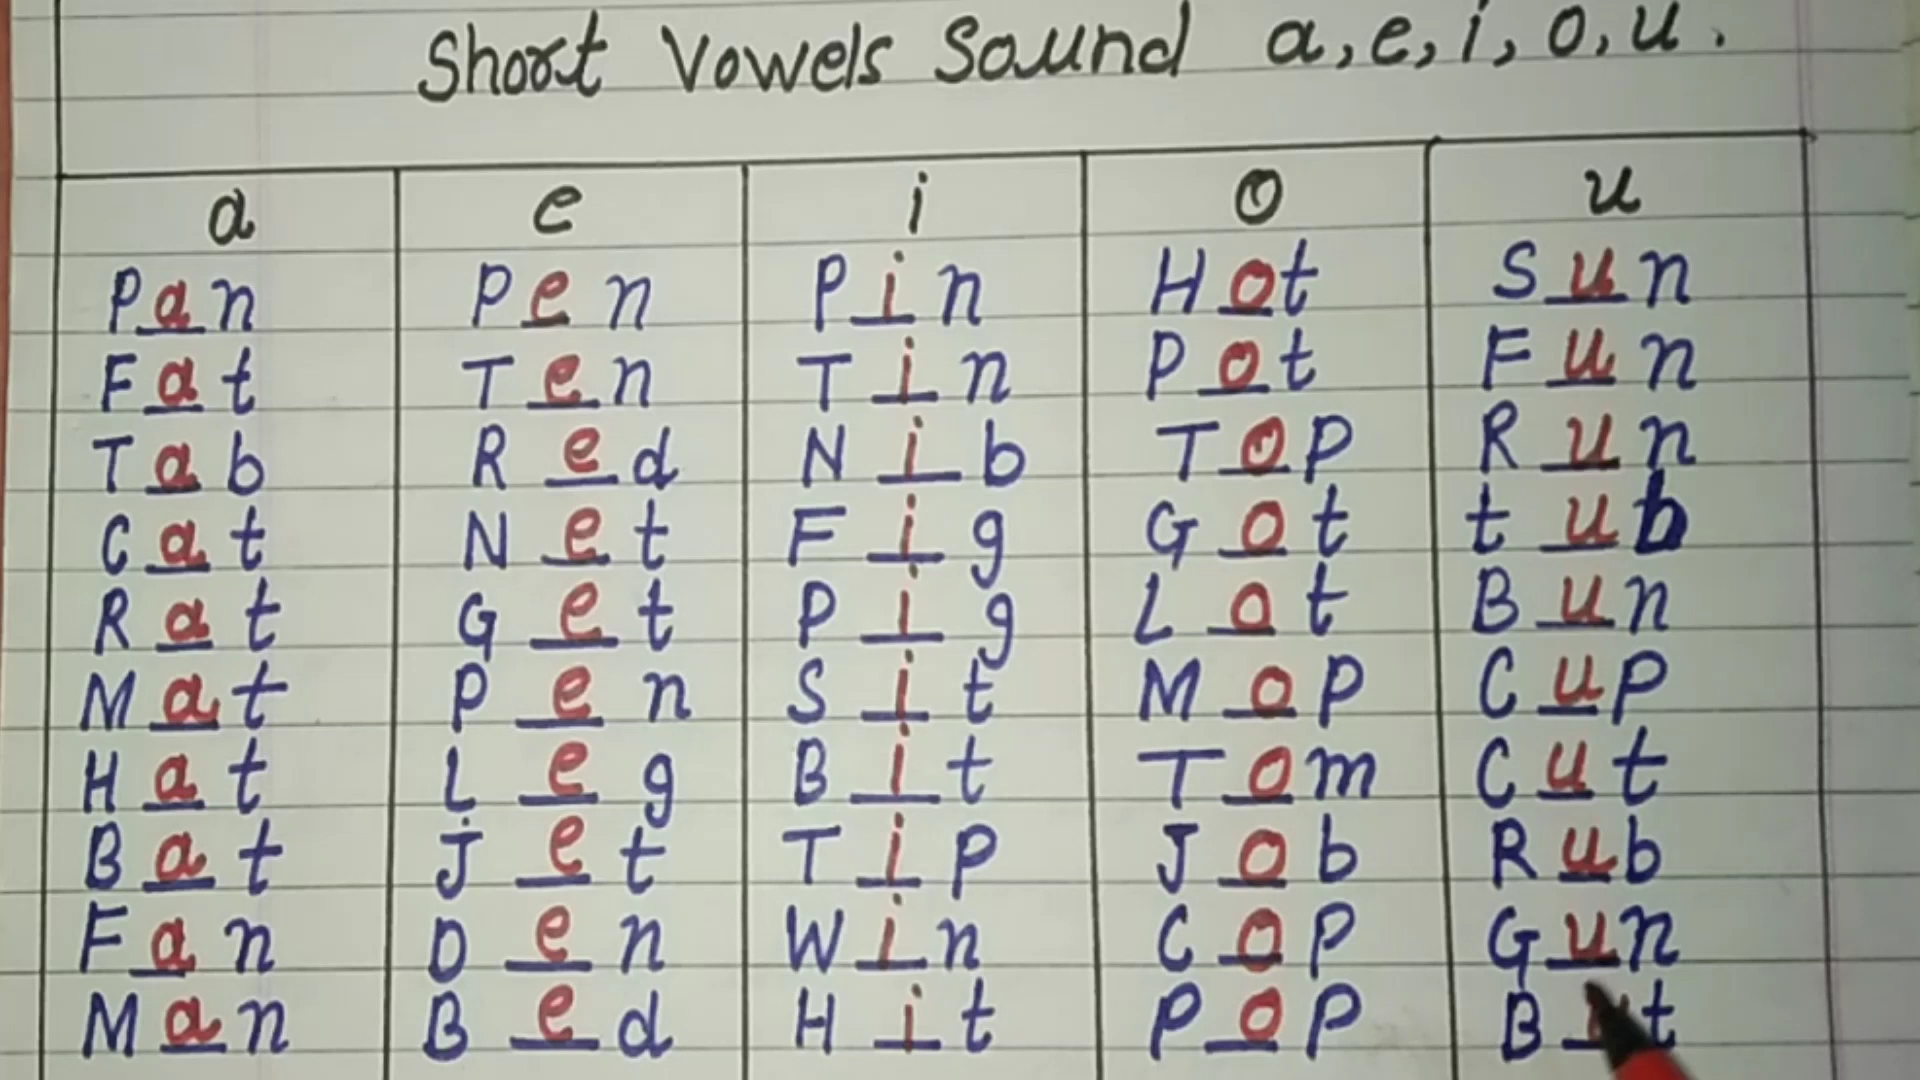 Short Vowels Sound a, e, i, o, u.
a e i o u
Pan Pen Pin Hot Sun
Fat Ten Tin Pot Fun
Tab Red Nib Top Run
Cat Net Fig Got tub
Rat Get Pig Lot Bun
Mat Pen Sit Mop Cup
Hat Leg Bit Tom Cut
Bat Jet Tip Job Rub
Fan Den Win Cop Gun
Man Bed Hit Pop But